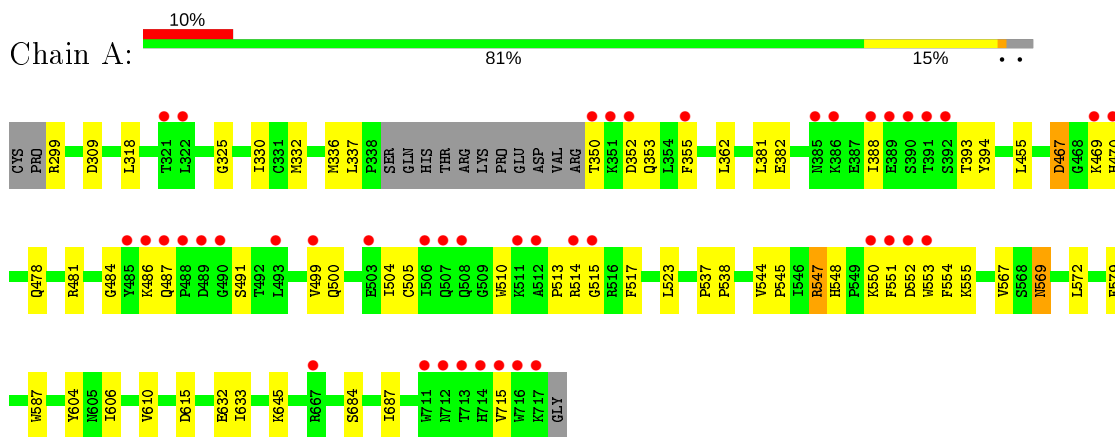 10%
Chain A:
81% 15% • •
CYS PRO R299 D309 L318 T321 L322 G325 I330 C331 M332 M336 L337 P338 SER GLN HIS THR ARG LYS PRO GLU ASP VAL ARG T350 K351 D352 Q353 L354 F355 L362 L381 E382 N385 K386 E387 I388 E389 S390 T391 S392 T393 Y394 L455 D467 G468 K469 H470
Q478 R481 G484 Y485 K486 Q487 P488 D489 G490 S491 T492 L493 V499 Q500 E503 I504 C505 I506 Q507 Q508 G509 W510 K511 A512 P513 R514 G515 R516 F517 L523 P537 P538 V544 P545 I546 R547 H548 P549 K550 F551 D552 W553 F554 K555 V567 S568 N569 L572
W587 Y604 N605 I606 V610 D615 E632 I633 K645 S684 R667 I687 W711 N712 T713 H714 V715 W716 K717 GLY